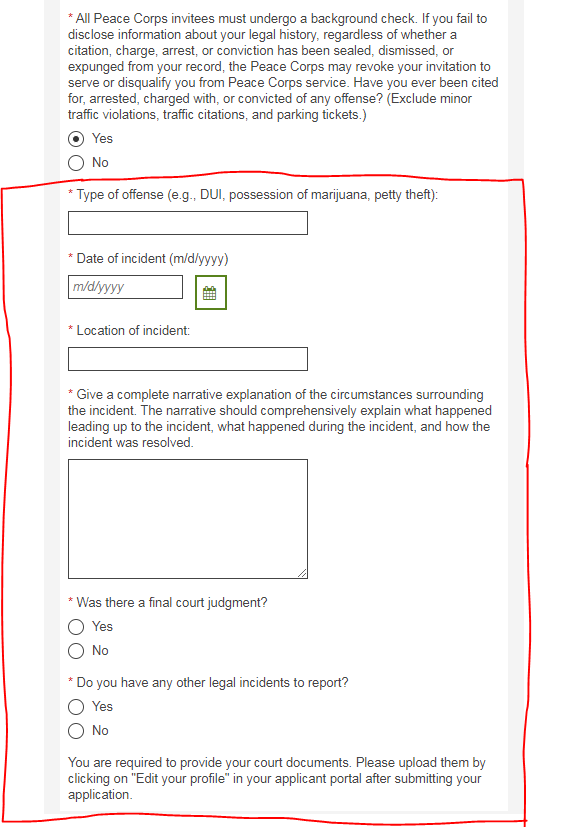 * All Peace Corps invitees must undergo a background check. If you fail to
disclose information about your legal history, regardless of whether a
citation, charge, arrest, or conviction has been sealed, dismissed, or
expunged from your record, the Peace Corps may revoke your invitation to
serve or disqualify you from Peace Corps service. Have you ever been cited
for, arrested, charged with, or convicted of any offense? (Exclude minor
traffic violations, traffic citations, and parking tickets.)
Yes
No
* Type of offense (e.g., DUI, possession of marijuana, petty theft):
* Date of incident (m/d/yyyy)
m/d/yyyy
* Location of incident:
* Give a complete narrative explanation of the circumstances surrounding
the incident. The narrative should comprehensively explain what happened
leading up to the incident, what happened during the incident, and how the
incident was resolved.
* Was there a final court judgment?
Yes
No
* Do you have any other legal incidents to report?
Yes
No
You are required to provide your court documents. Please upload them by
clicking on "Edit your profile" in your applicant portal after submitting your
application.